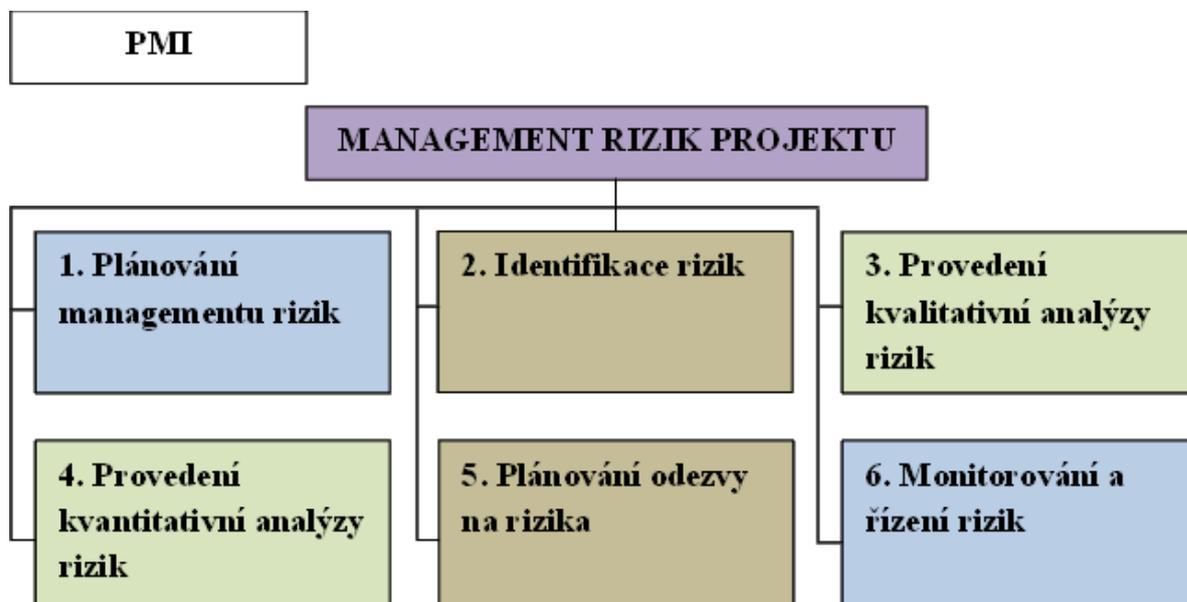 PMI
MANAGEMENT RIZIK PROJEKTU
1. Plánování
managementu rizik
2. Identifikace rizik
3. Provedení
kvalitativní analýzy
rizik
4. Provedení
kvantitativní analýzy
rizik
5. Plánování odezvy
na rizika
6. Monitorování a
řízení rizik